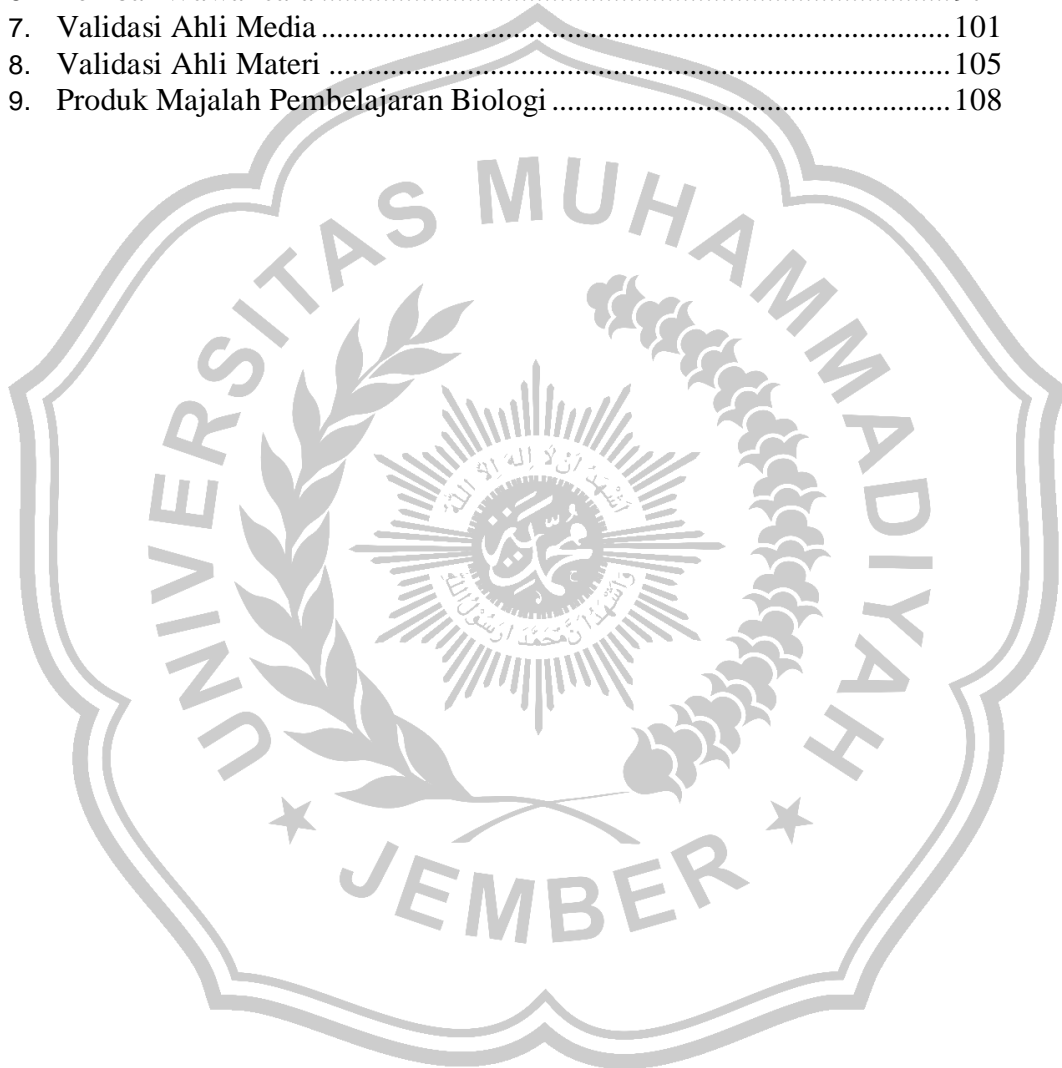 7. Validasi Ahli Media ........................................................................... 101
8. Validasi Ahli Materi .......................................................................... 105
9. Produk Majalah Pembelajaran Biologi ............................................... 108
UNIVERSITAS MUHAMMADIYAH
JEMBER